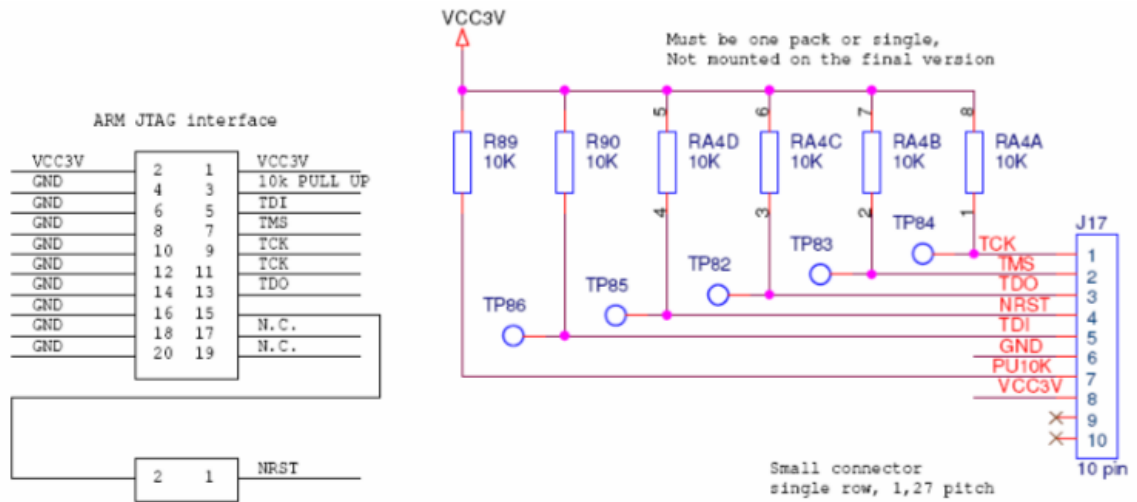 VCC3V
Must be one pack or single,
Not mounted on the final version
ARM JTAG interface
VCC3V 2 1 VCC3V
GND 4 3 10k PULL UP
GND 6 5 TDI
GND 8 7 TMS
GND 10 9 TCK
GND 12 11 TCK
GND 14 13 TDO
GND 16 15
GND 18 17 N.C.
GND 20 19 N.C.
2 1 NRST
5 6 7 8
R89 R90 RA4D RA4C RA4B RA4A
10K 10K 10K 10K 10K 10K
4 3 2 1
TP84
TP83
TP82
TP85
TP86
J17
TCK 1
TMS 2
TDO 3
NRST 4
TDI 5
GND 6
PU10K 7
VCC3V 8
9
10
10 pin
Small connector
single row, 1,27 pitch